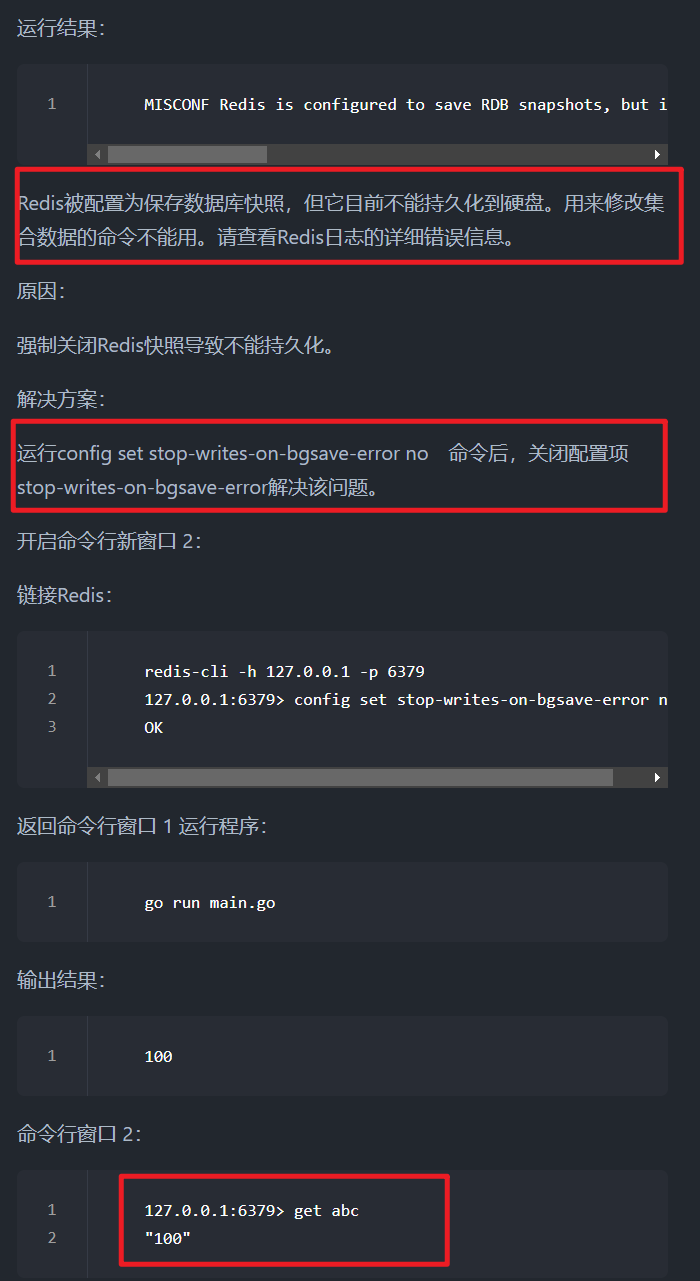 运行结果：
1 MISCONF Redis is configured to save RDB snapshots, but i
Redis被配置为保存数据库快照，但它目前不能持久化到硬盘。用来修改集
合数据的命令不能用。请查看Redis日志的详细错误信息。
原因：
强制关闭Redis快照导致不能持久化。
解决方案：
运行config set stop-writes-on-bgsave-error no　命令后，关闭配置项
stop-writes-on-bgsave-error解决该问题。
开启命令行新窗口 2：
链接Redis：
1 redis-cli -h 127.0.0.1 -p 6379
2 127.0.0.1:6379> config set stop-writes-on-bgsave-error n
3 OK
返回命令行窗口 1 运行程序：
1 go run main.go
输出结果：
1 100
命令行窗口 2：
1 127.0.0.1:6379> get abc
2 "100"